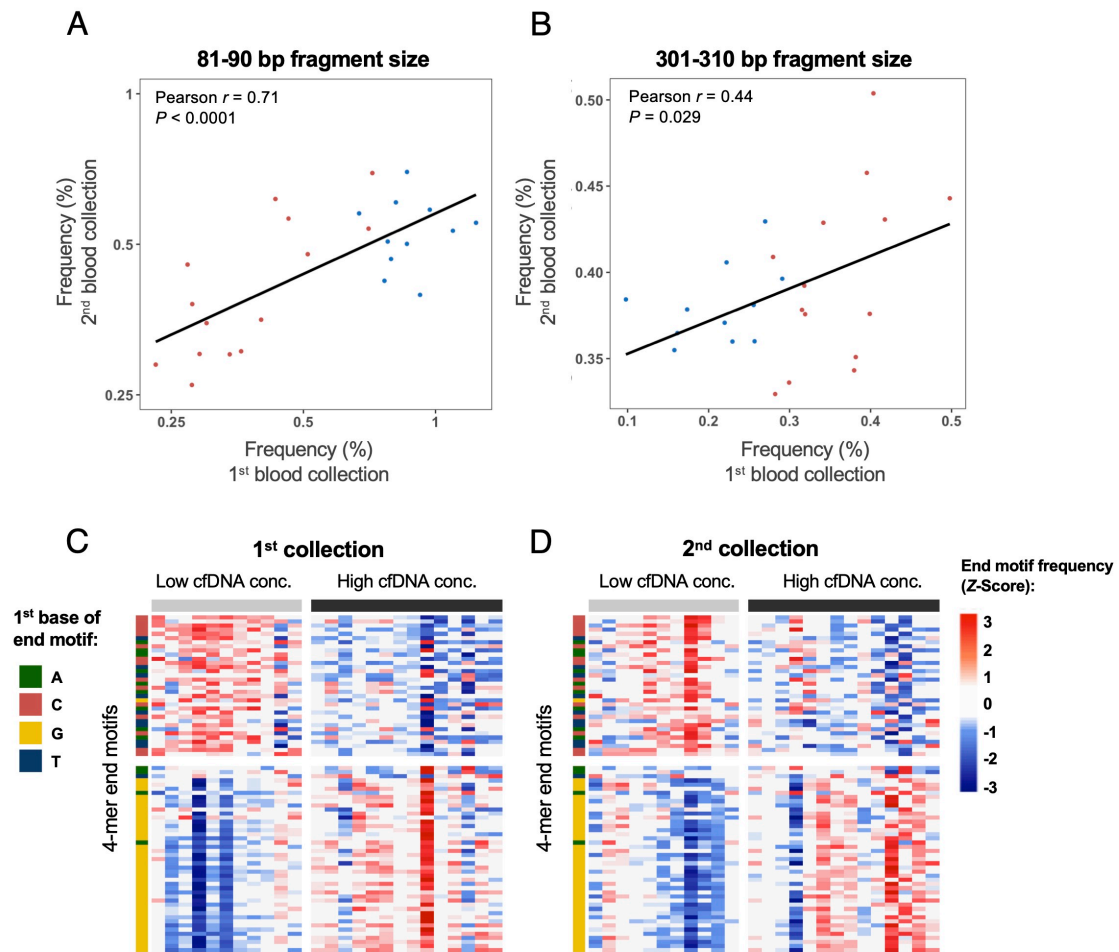 A
81-90 bp fragment size
Pearson r = 0.71
P < 0.0001
1
0.5
0.25
Frequency (%)
2nd blood collection
0.25
0.5
1
Frequency (%)
1st blood collection
B
301-310 bp fragment size
Pearson r = 0.44
P = 0.029
0.50
0.45
0.40
0.35
Frequency (%)
2nd blood collection
0.1
0.2
0.3
0.4
0.5
Frequency (%)
1st blood collection
C
1st collection
Low cfDNA conc.
High cfDNA conc.
1st base of
end motif:
A
C
G
T
4-mer end motifs
D
2nd collection
Low cfDNA conc.
High cfDNA conc.
4-mer end motifs
End motif frequency
(Z-Score):
3
2
1
0
-1
-2
-3